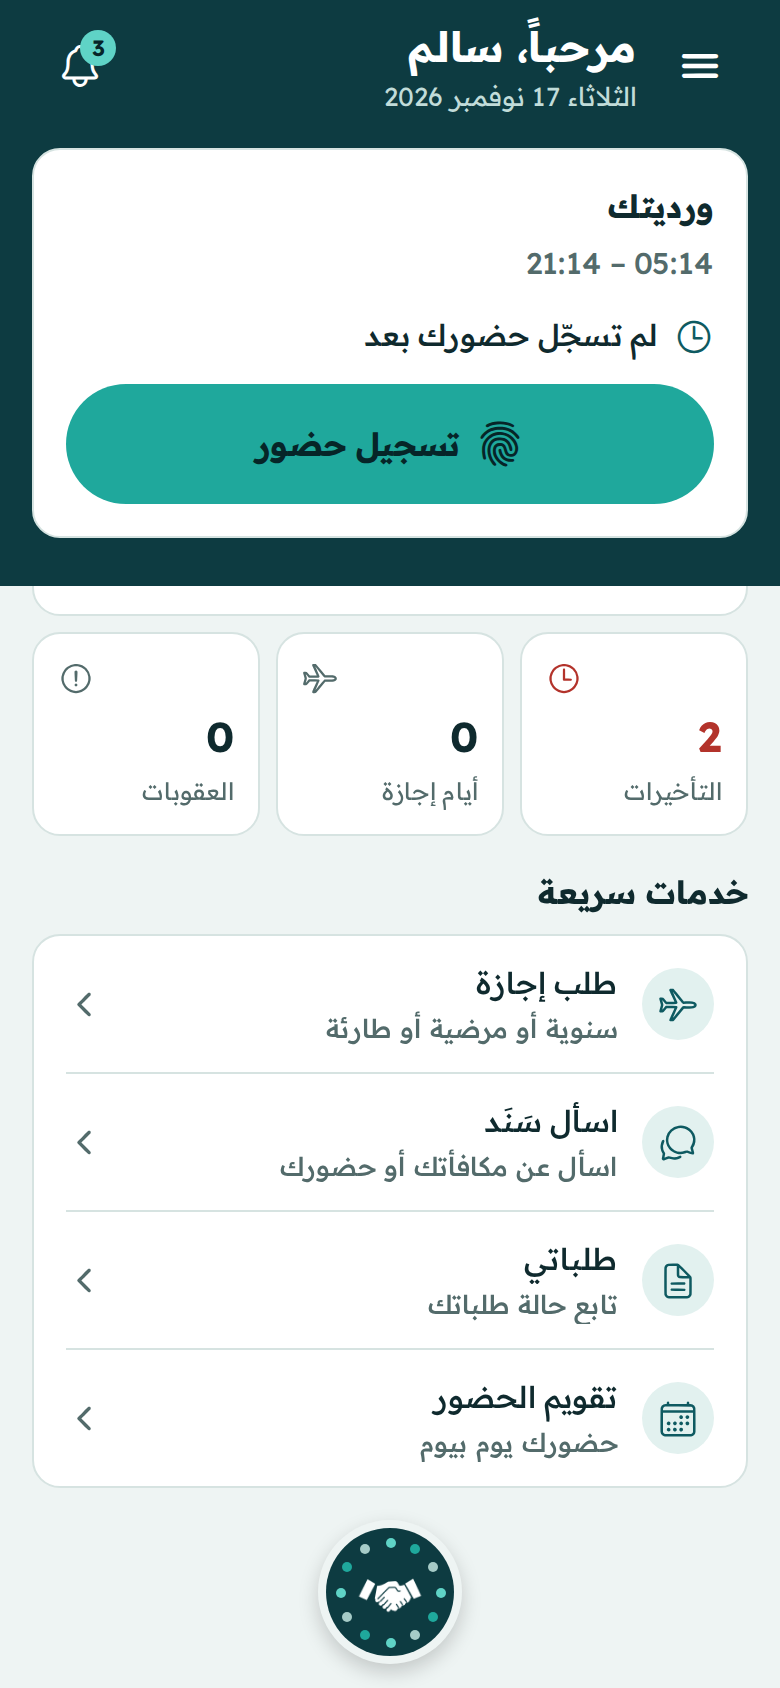 مرحباً، سالم
3
الثلاثاء 17 نوفمبر 2026
ورديتك
05:14 – 21:14
لم تسجّل حضورك بعد
تسجيل حضور
2
التأخيرات
0
أيام إجازة
0
العقوبات
خدمات سريعة
طلب إجازة
سنوية أو مرضية أو طارئة
اسأل سَنَد
اسأل عن مكافأتك أو حضورك
طلباتي
تابع حالة طلباتك
تقويم الحضور
حضورك يوم بيوم